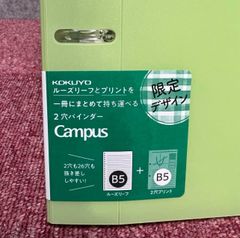 KOKUYO
ルーズリーフとプリントを
一冊にまとめて持ち運べる
2穴バインダー
Campus
限定
デザイン
2穴も26穴も
抜き差し
しやすい!
B5
ルーズリーフ
+
B5
2穴プリント